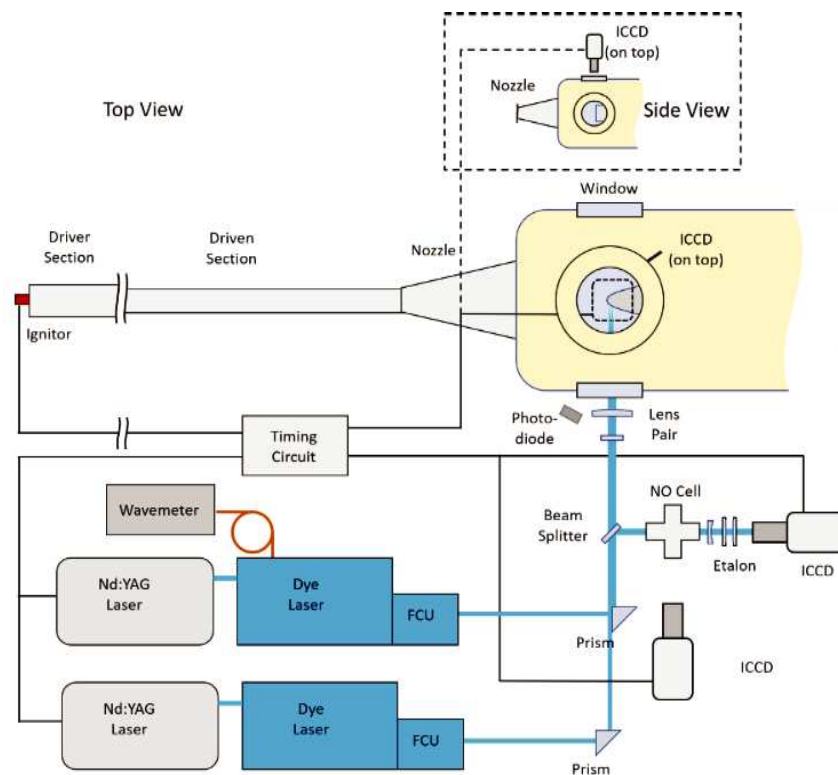 ICCD
(on top)
Nozzle
Side View
Top View
Window
Driver
Section
Driven
Section
Nozzle
ICCD
(on top)
Ignitor
Photo-
diode
Lens
Pair
Timing
Circuit
NO Cell
Wavemeter
Beam
Splitter
Etalon
ICCD
Nd:YAG
Laser
Dye
Laser
FCU
Prism
ICCD
Nd:YAG
Laser
Dye
Laser
FCU
Prism